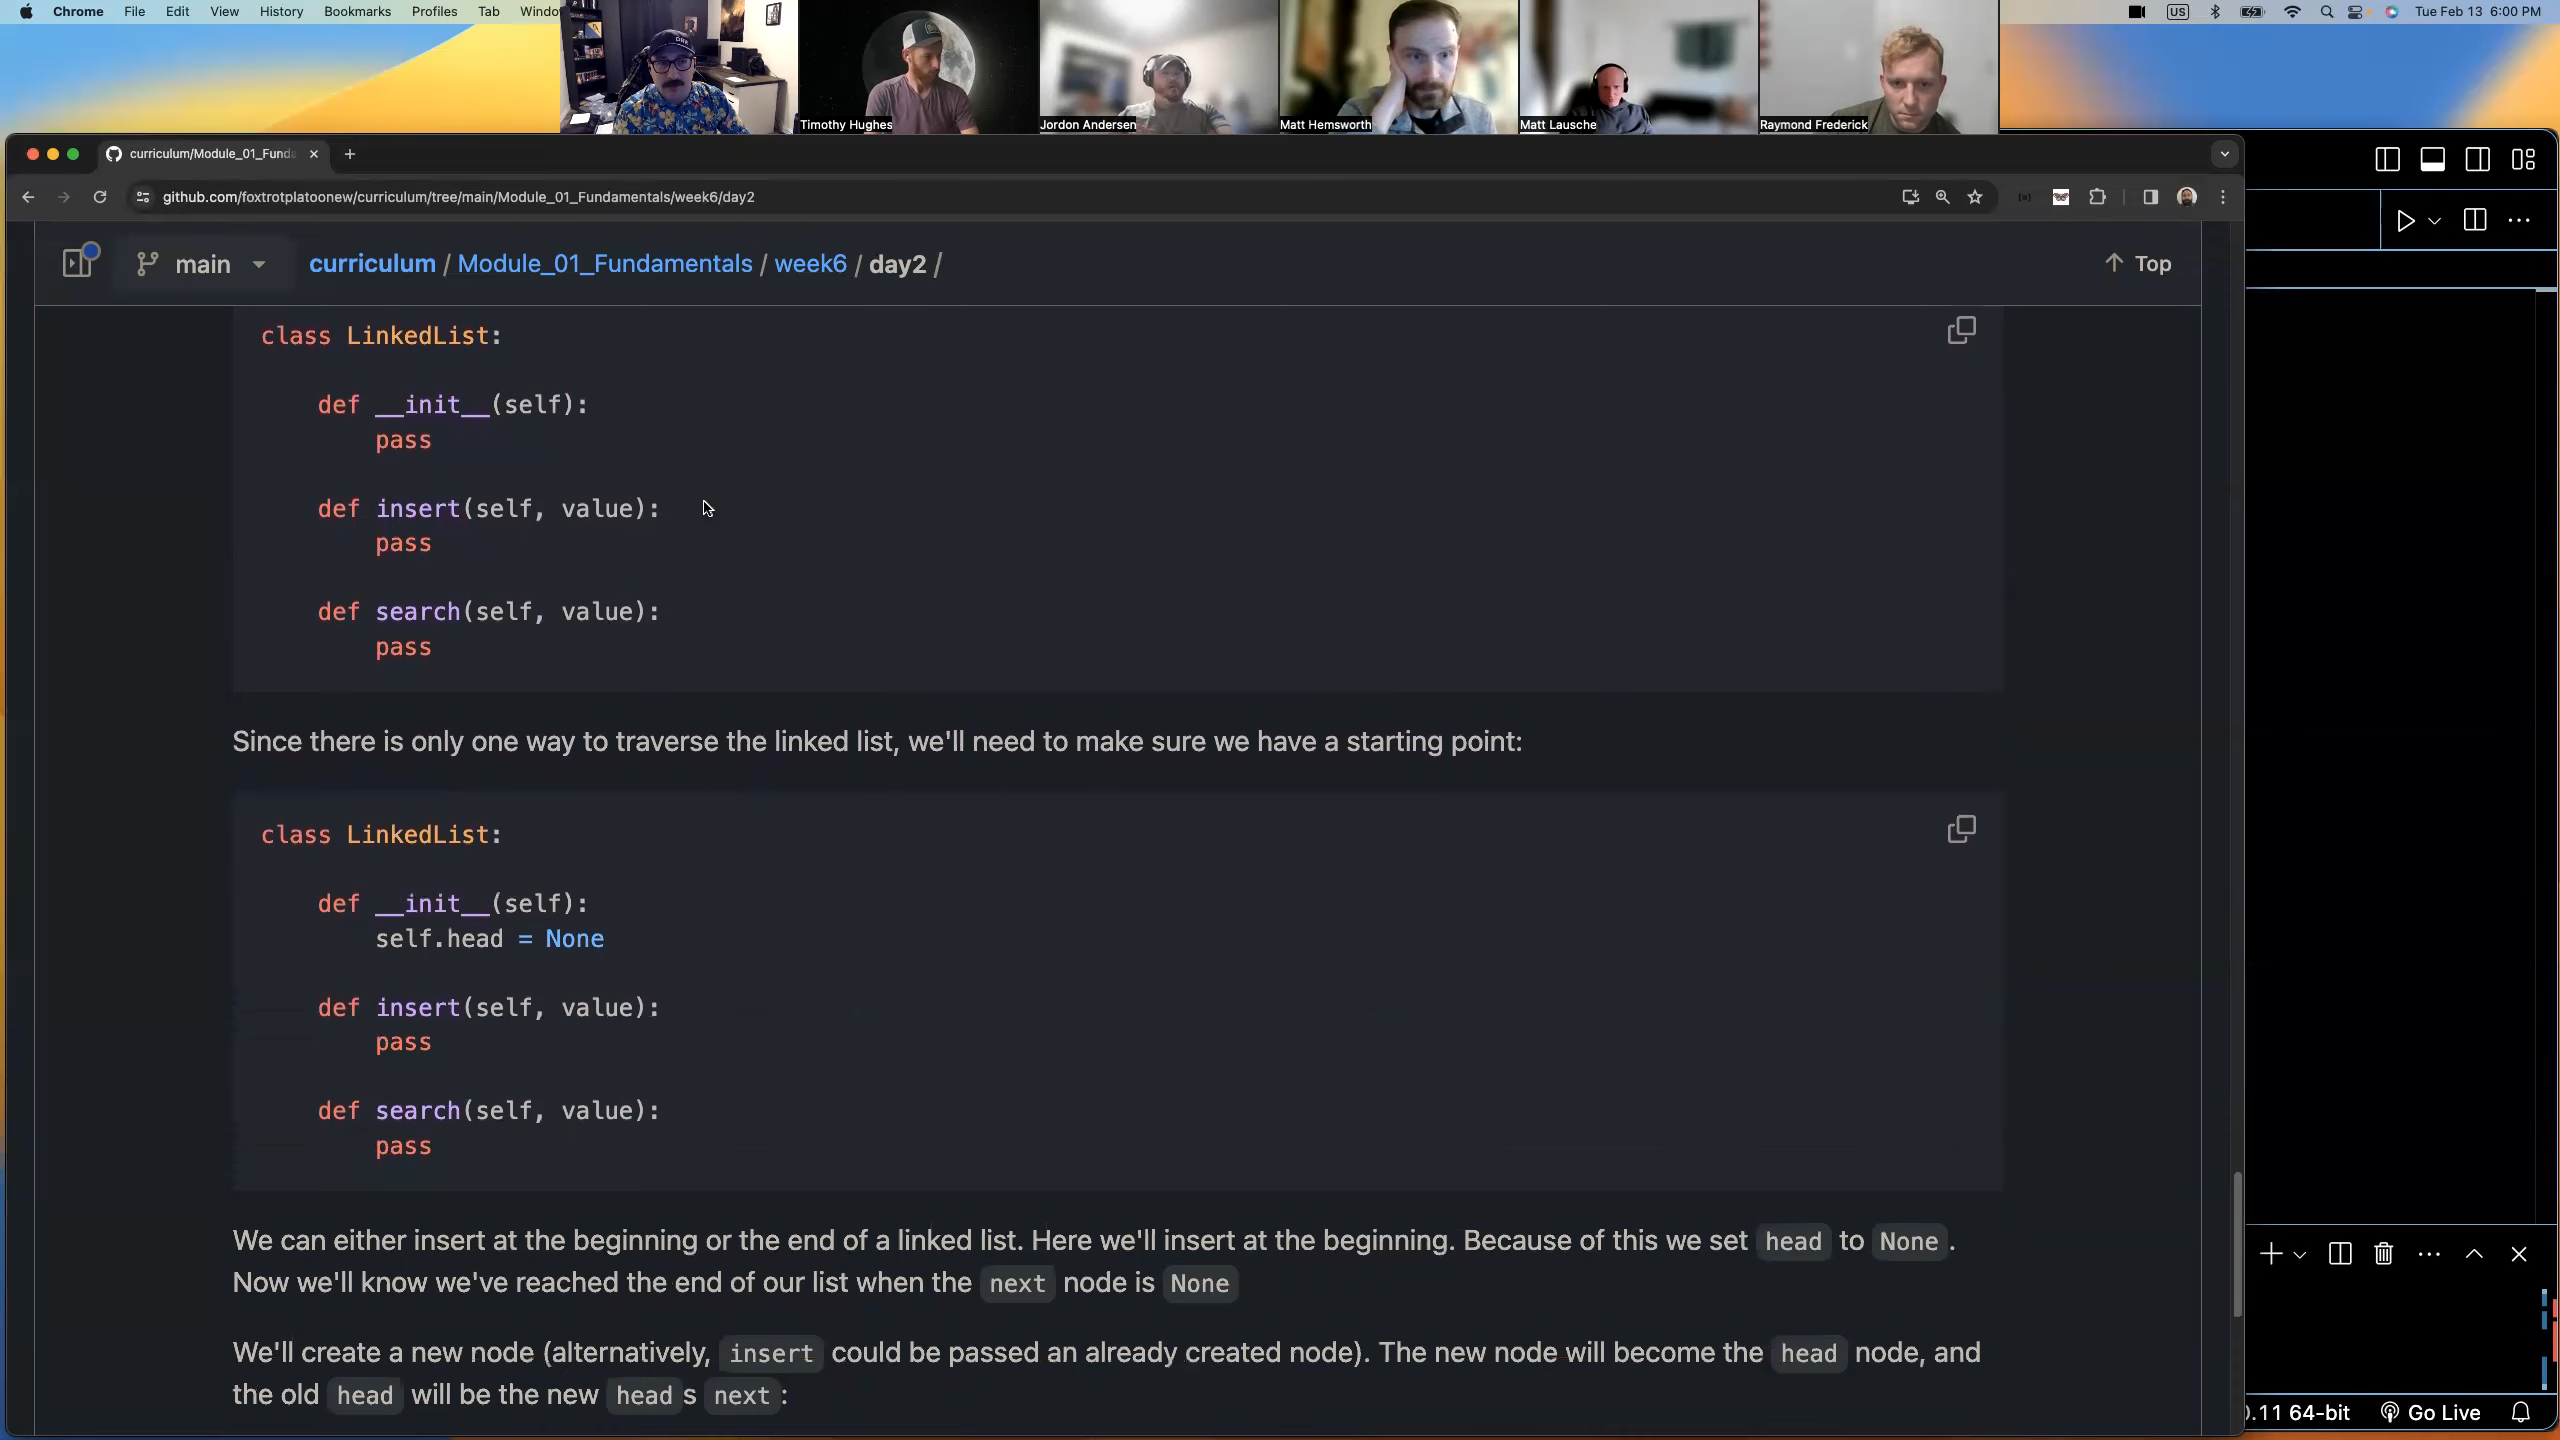 Chrome File Edit View History Bookmarks Profiles Tab Windo
US Tue Feb 13 6:00 PM
Timothy Hughes
Jordon Andersen
Matt Hemsworth
Matt Lausche
Raymond Frederick
curriculum/Module_01_Funda
github.com/foxtrotplatoonew/curriculum/tree/main/Module_01_Fundamentals/week6/day2
main curriculum / Module_01_Fundamentals / week6 / day2 / Top
class LinkedList:
def __init__(self):
pass
def insert(self, value):
pass
def search(self, value):
pass
Since there is only one way to traverse the linked list, we'll need to make sure we have a starting point:
class LinkedList:
def __init__(self):
self.head = None
def insert(self, value):
pass
def search(self, value):
pass
We can either insert at the beginning or the end of a linked list. Here we'll insert at the beginning. Because of this we set head to None.
Now we'll know we've reached the end of our list when the next node is None
We'll create a new node (alternatively, insert could be passed an already created node). The new node will become the head node, and
the old head will be the new heads next:
.11 64-bit Go Live